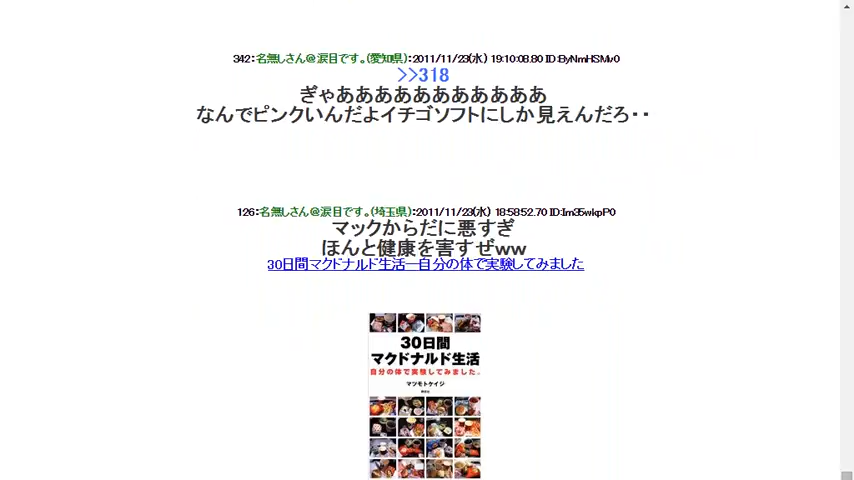 342：名無しさん＠涙目です。(愛知県)：2011/11/23(水) 19:10:08.80 ID:ByNmHSMv0
>>318
ぎゃあああああああああああ
なんでピンクいんだよイチゴソフトにしか見えんだろ・・
126：名無しさん＠涙目です。(埼玉県)：2011/11/23(水) 18:58:52.70 ID:Im35wkpP0
マックからだに悪すぎ
ほんと健康を害すぜｗｗ
30日間マクドナルド生活―自分の体で実験してみました
30日間
マクドナルド生活
自分の体で実験してみました。
マツモトケイジ